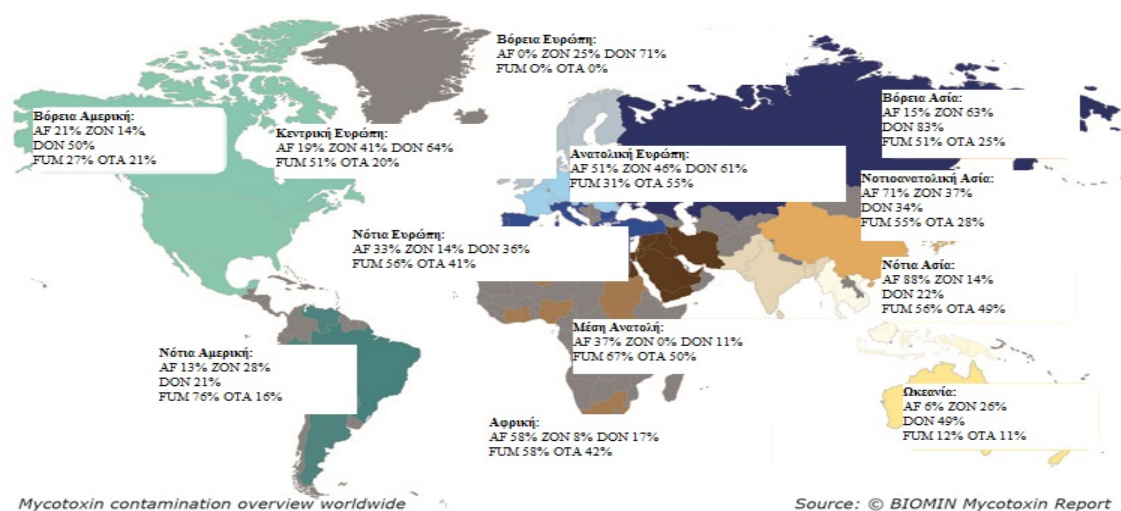 Βόρεια Ευρώπη:
AF 0% ZON 25% DON 71%
FUM O% OTA 0%
Βόρεια Αμερική:
AF 21% ZON 14%
DON 50%
FUM 27% OTA 21%
Κεντρική Ευρώπη:
AF 19% ZON 41% DON 64%
FUM 51% OTA 20%
Βόρεια Ασία:
AF 15% ZON 63%
DON 83%
FUM 51% OTA 25%
Ανατολική Ευρώπη:
AF 51% ZON 46% DON 61%
FUM 31% OTA 55%
Νοτιοανατολική Ασία:
AF 71% ZON 37%
DON 34%
FUM 55% OTA 28%
Νότια Ευρώπη:
AF 33% ZON 14% DON 36%
FUM 56% OTA 41%
Νότια Ασία:
AF 88% ZON 14%
DON 22%
FUM 56% OTA 49%
Μέση Ανατολή:
AF 37% ZON 0% DON 11%
FUM 67% OTA 50%
Νότια Αμερική:
AF 13% ZON 28%
DON 21%
FUM 76% OTA 16%
Ωκεανία:
AF 6% ZON 26%
DON 49%
FUM 12% OTA 11%
Αφρική:
AF 58% ZON 8% DON 17%
FUM 58% OTA 42%
Mycotoxin contamination overview worldwide
Source: © BIOMIN Mycotoxin Report